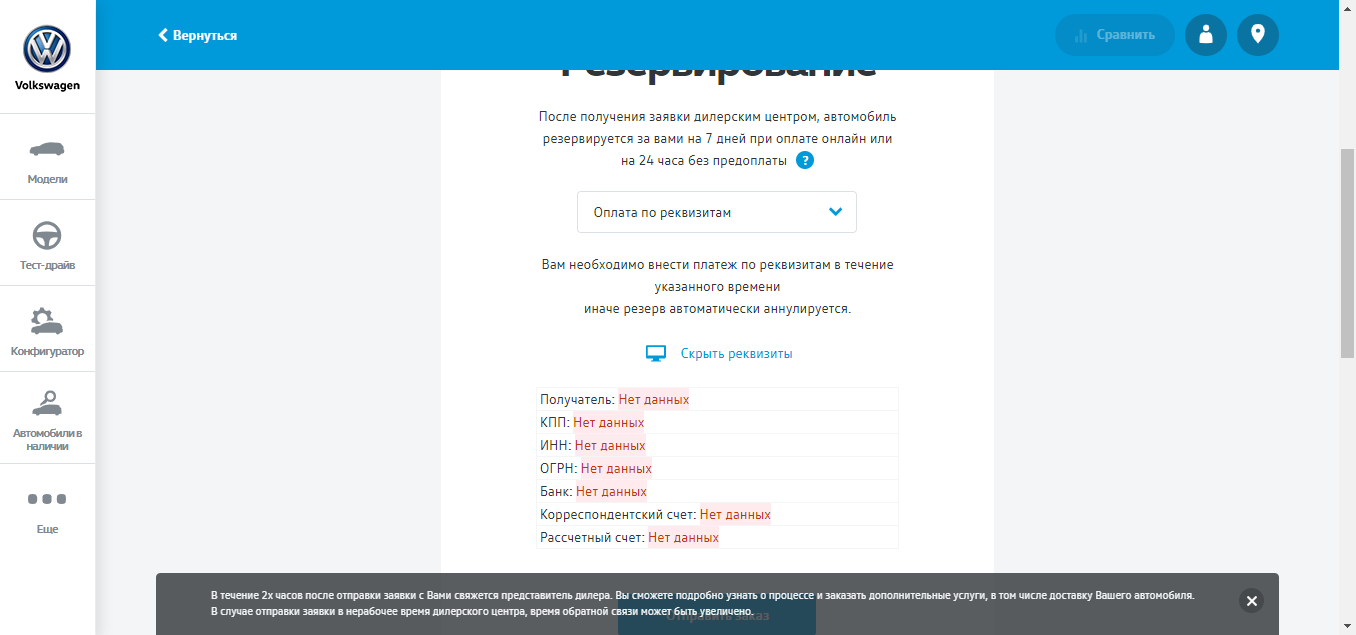 Вернуться
Сравнить
Volkswagen
Модели
Тест-драйв
Конфигуратор
Автомобили в
наличии
Еще
Резервирование
После получения заявки дилерским центром, автомобиль
резервируется за вами на 7 дней при оплате онлайн или
на 24 часа без предоплаты ?
Оплата по реквизитам
Вам необходимо внести платеж по реквизитам в течение
указанного времени
иначе резерв автоматически аннулируется.
Скрыть реквизиты
Получатель: Нет данных
КПП: Нет данных
ИНН: Нет данных
ОГРН: Нет данных
Банк: Нет данных
Корреспондентский счет: Нет данных
Рассчетный счет: Нет данных
В течение 2х часов после отправки заявки с Вами свяжется представитель дилера. Вы сможете подробно узнать о процессе и заказать дополнительные услуги, в том числе доставку Вашего автомобиля.
В случае отправки заявки в нерабочее время дилерского центра, время обратной связи может быть увеличено.
Отправить заказ